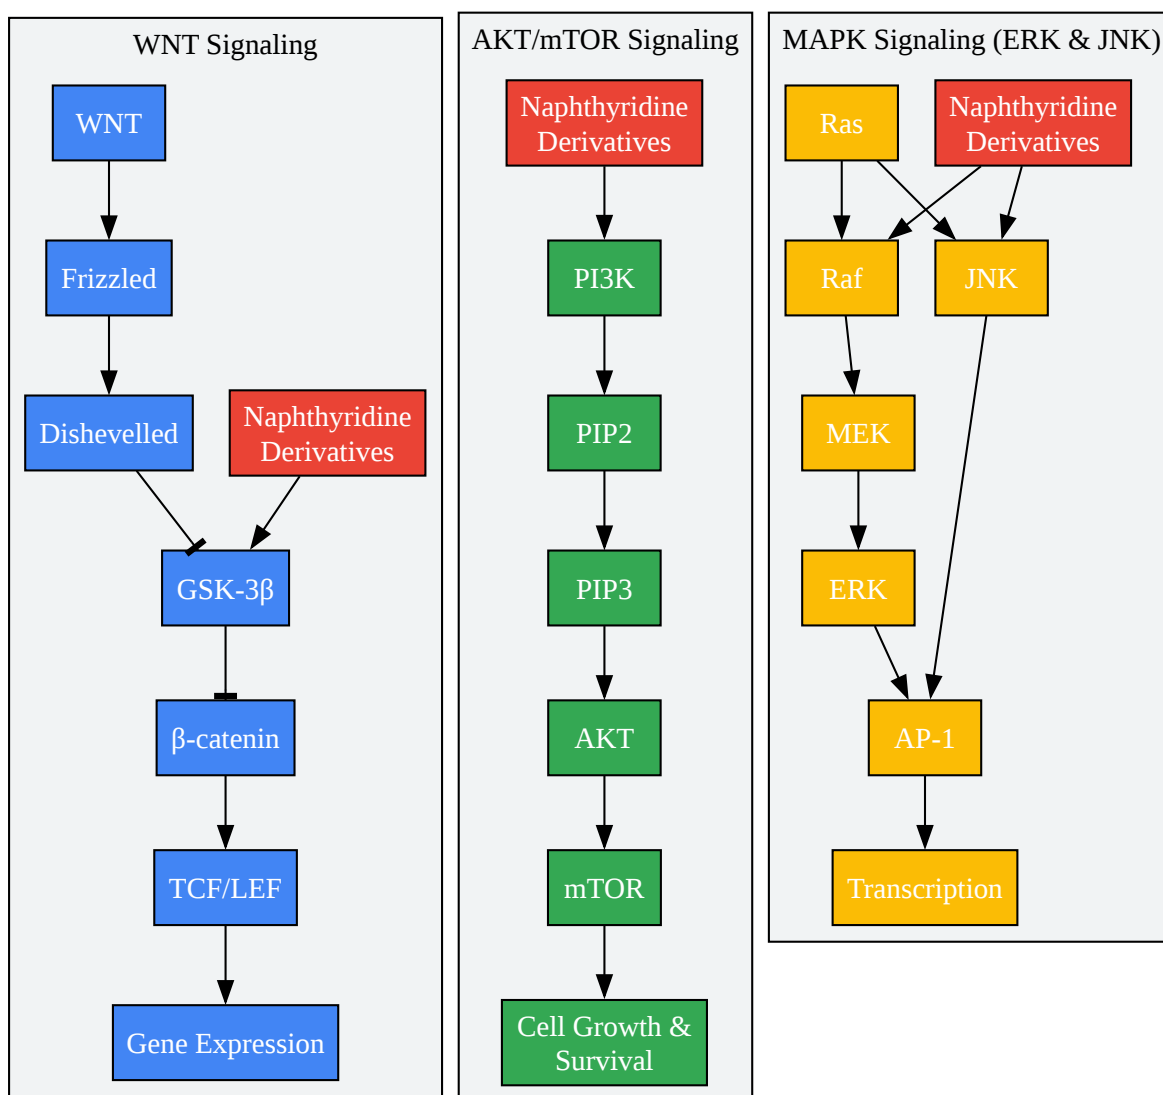 WNT Signaling
WNT
Frizzled
Dishevelled
Naphthyridine
Derivatives
GSK-3β
β-catenin
TCF/LEF
Gene Expression
AKT/mTOR Signaling
Naphthyridine
Derivatives
PI3K
PIP2
PIP3
AKT
mTOR
Cell Growth &
Survival
MAPK Signaling (ERK & JNK)
Ras
Naphthyridine
Derivatives
Raf
JNK
MEK
ERK
AP-1
Transcription